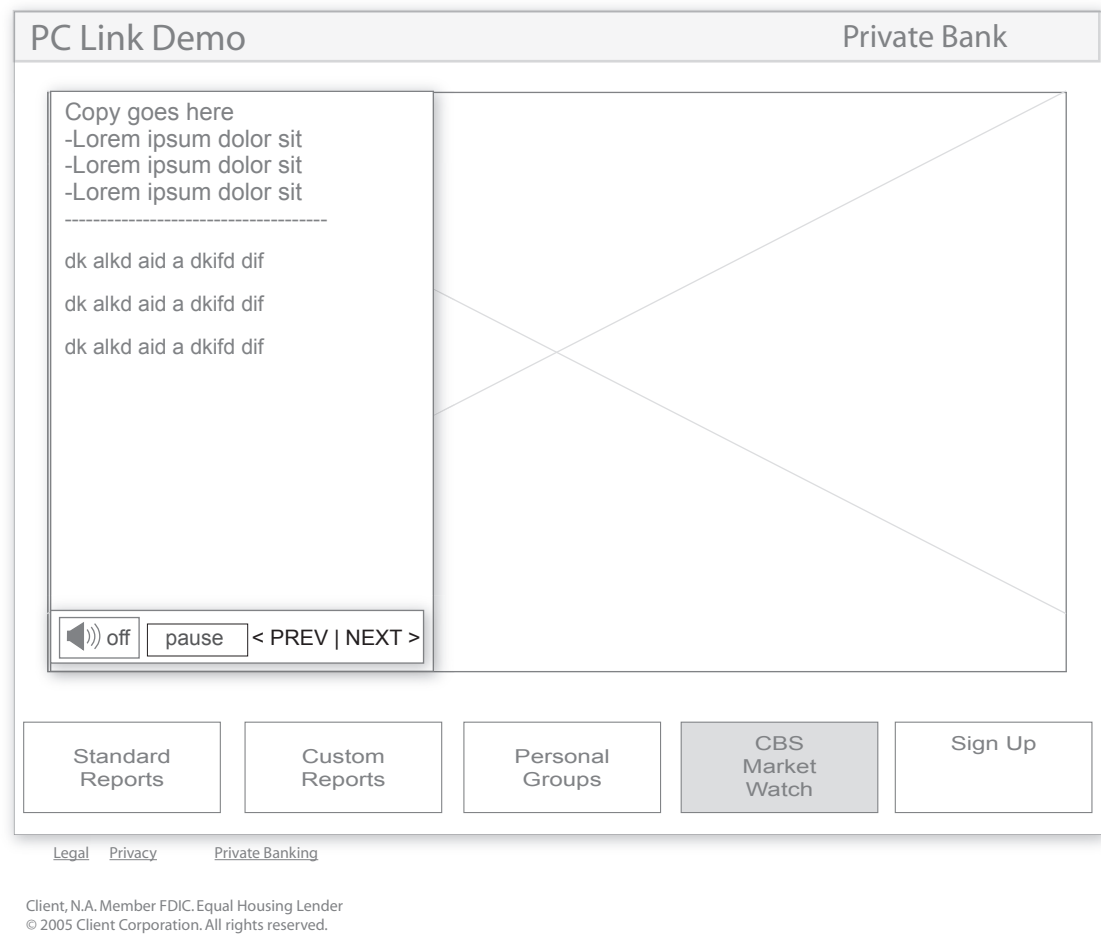 PC Link Demo
Private Bank
Copy goes here
-Lorem ipsum dolor sit
-Lorem ipsum dolor sit
-Lorem ipsum dolor sit
-------------------------------------
dk alkd aid a dkifd dif
dk alkd aid a dkifd dif
dk alkd aid a dkifd dif
off
pause
< PREV | NEXT >
Standard
Reports
Custom
Reports
Personal
Groups
CBS
Market
Watch
Sign Up
Legal
Privacy
Private Banking
Client, N.A. Member FDIC. Equal Housing Lender
© 2005 Client Corporation. All rights reserved.